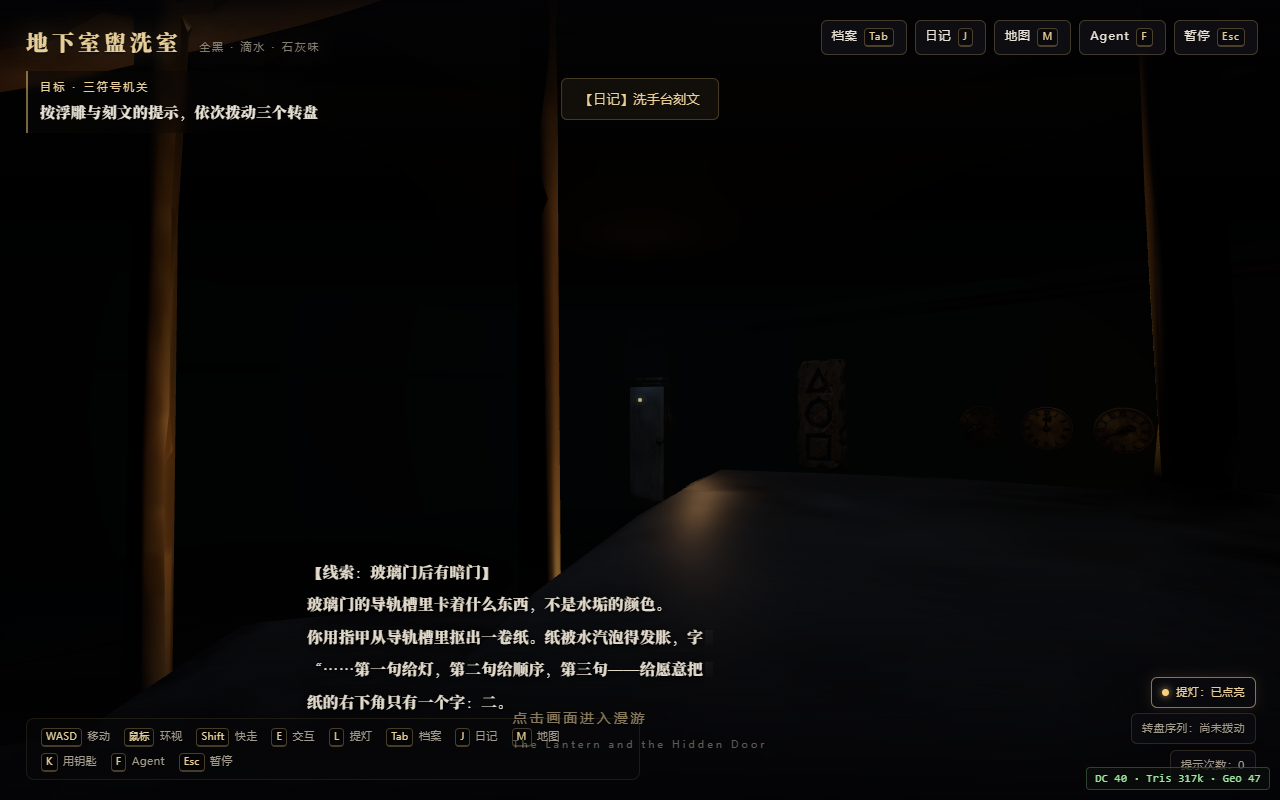 地下室盥洗室 全黑 · 滴水 · 石灰味
档案 Tab 日记 J 地图 M Agent F 暂停 Esc
目标 · 三符号机关
按浮雕与刻文的提示，依次拨动三个转盘
【日记】洗手台刻文
【线索：玻璃门后有暗门】
玻璃门的导轨槽里卡着什么东西，不是水垢的颜色。
你用指甲从导轨槽里抠出一卷纸。纸被水汽泡得发胀，字
“……第一句给灯，第二句给顺序，第三句——给愿意把
纸的右下角只有一个字：二。
点击画面进入漫游
The Lantern and the Hidden Door
WASD 移动 鼠标 环视 Shift 快走 E 交互 L 提灯 Tab 档案 J 日记 M 地图
K 用钥匙 F Agent Esc 暂停
提灯：已点亮
转盘序列：尚未拨动
提示次数：0
DC 40 · Tris 317k · Geo 47